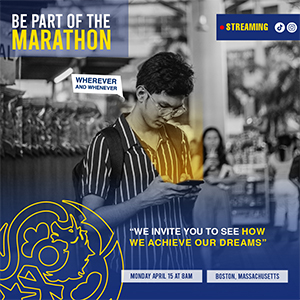 BE PART OF THE
MARATHON
STREAMING
WHEREVER
AND WHENEVER
“WE INVITE YOU TO SEE HOW
WE ACHIEVE OUR DREAMS”
MONDAY APRIL 15 AT 8AM
BOSTON, MASSACHUSETTS